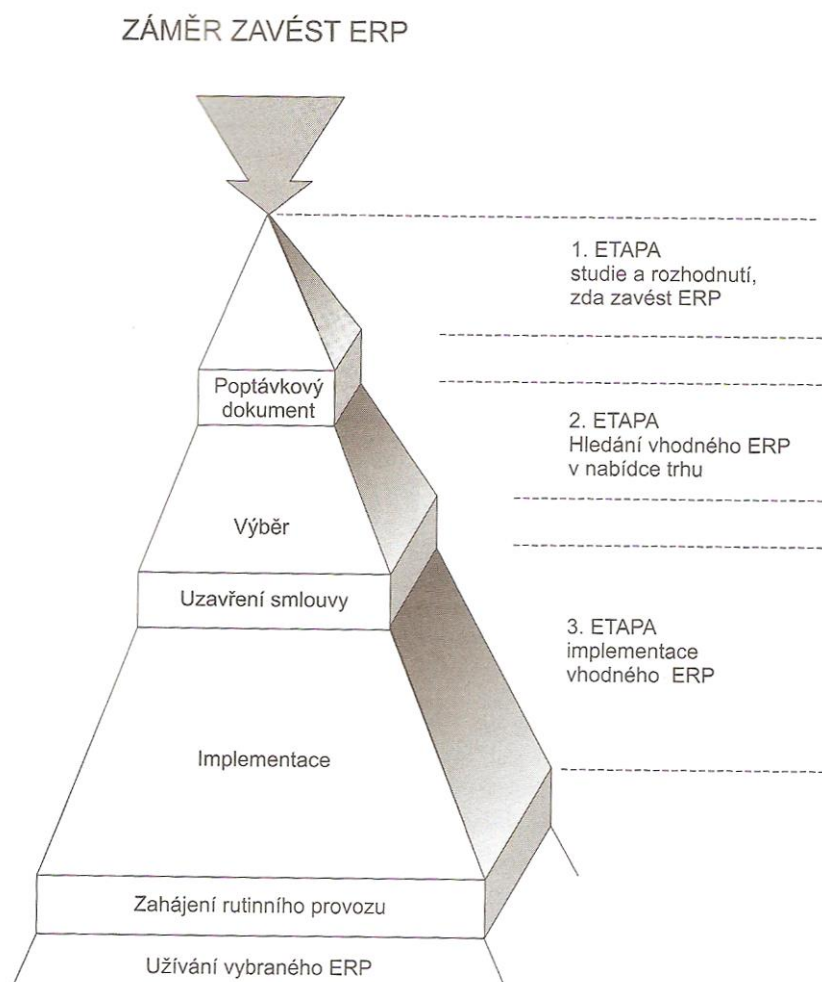 ZÁMĚR ZAVÉST ERP
1. ETAPA
studie a rozhodnutí,
zda zavést ERP
Poptávkový
dokument
2. ETAPA
Hledání vhodného ERP
v nabídce trhu
Výběr
Uzavření smlouvy
3. ETAPA
implementace
vhodného ERP
Implementace
Zahájení rutinního provozu
Užívání vybraného ERP